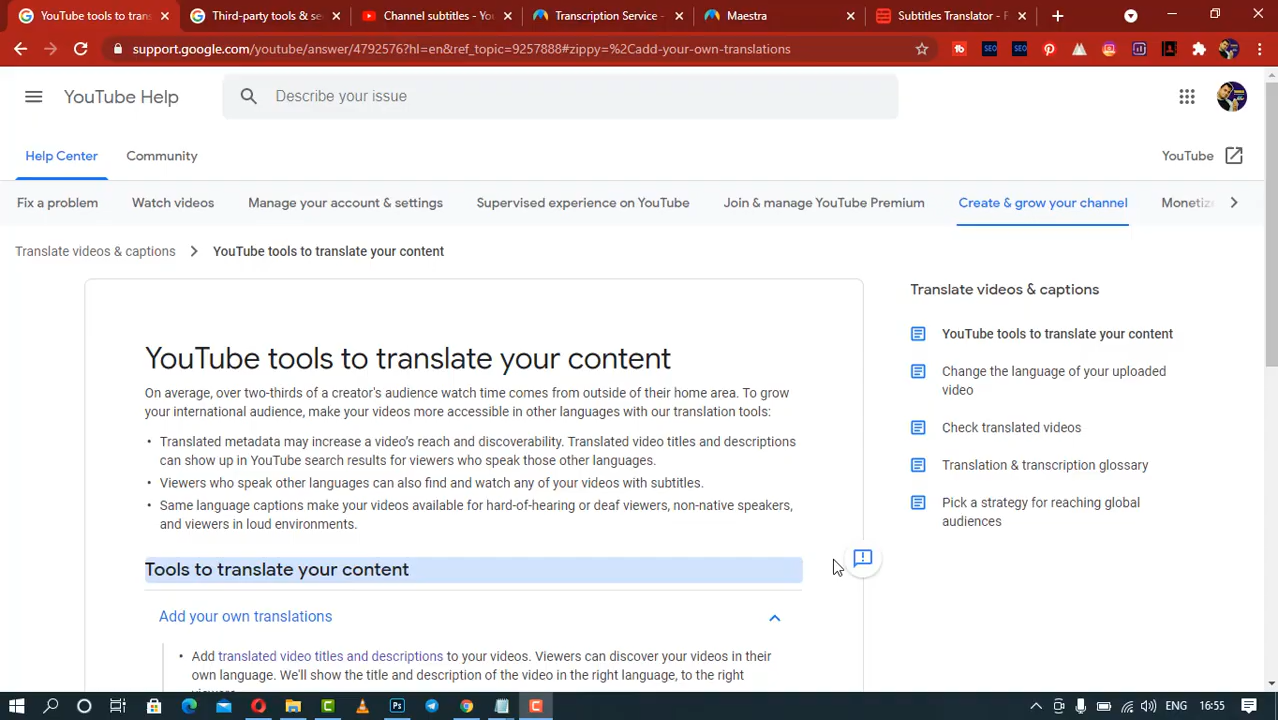 YouTube tools to trans
Third-party tools & se
Channel subtitles - Yo
Transcription Service -
Maestra
Subtitles Translator - F
support.google.com/youtube/answer/4792576?hl=en&ref_topic=9257888#zippy=%2Cadd-your-own-translations
YouTube Help
Describe your issue
Help Center
Community
YouTube
Fix a problem
Watch videos
Manage your account & settings
Supervised experience on YouTube
Join & manage YouTube Premium
Create & grow your channel
Monetiz
Translate videos & captions
YouTube tools to translate your content
YouTube tools to translate your content
On average, over two-thirds of a creator's audience watch time comes from outside of their home area. To grow
your international audience, make your videos more accessible in other languages with our translation tools:
• Translated metadata may increase a video's reach and discoverability. Translated video titles and descriptions
can show up in YouTube search results for viewers who speak those other languages.
• Viewers who speak other languages can also find and watch any of your videos with subtitles.
• Same language captions make your videos available for hard-of-hearing or deaf viewers, non-native speakers,
and viewers in loud environments.
Tools to translate your content
Add your own translations
• Add translated video titles and descriptions to your videos. Viewers can discover your videos in their
own language. We'll show the title and description of the video in the right language, to the right
viewers.
Translate videos & captions
YouTube tools to translate your content
Change the language of your uploaded
video
Check translated videos
Translation & transcription glossary
Pick a strategy for reaching global
audiences
ENG
16:55